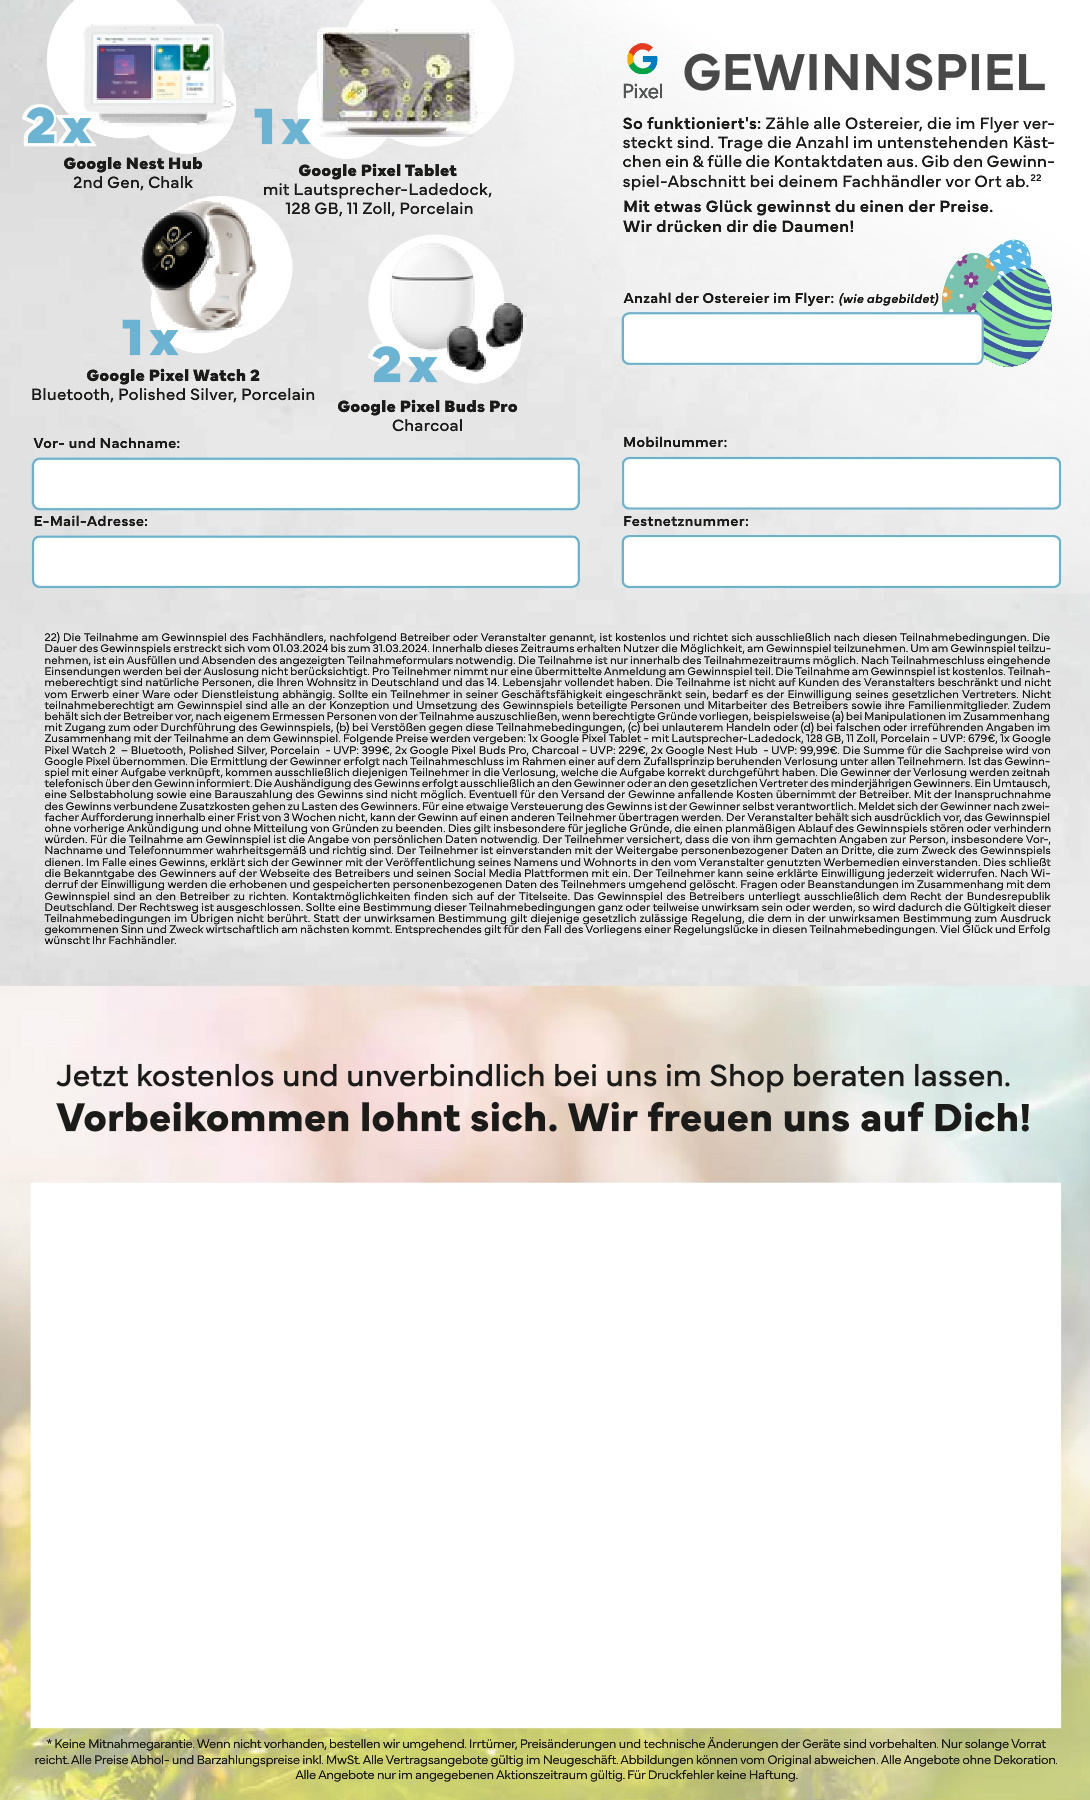 2x
Google Nest Hub
2nd Gen, Chalk
1x
Google Pixel Tablet
mit Lautsprecher-Ladedock,
128 GB, 11 Zoll, Porcelain
1x
Google Pixel Watch 2
Bluetooth, Polished Silver, Porcelain
2x
Google Pixel Buds Pro
Charcoal
Pixel
GEWINNSPIEL
So funktioniert's: Zähle alle Ostereier, die im Flyer ver-
steckt sind. Trage die Anzahl im untenstehenden Käst-
chen ein & fülle die Kontaktdaten aus. Gib den Gewinn-
spiel-Abschnitt bei deinem Fachhändler vor Ort ab.22
Mit etwas Glück gewinnst du einen der Preise.
Wir drücken dir die Daumen!
Anzahl der Ostereier im Flyer: (wie abgebildet)
Vor- und Nachname:
Mobilnummer:
E-Mail-Adresse:
Festnetznummer:
22) Die Teilnahme am Gewinnspiel des Fachhändlers, nachfolgend Betreiber oder Veranstalter genannt, ist kostenlos und richtet sich ausschließlich nach diesen Teilnahmebedingungen. Die
Dauer des Gewinnspiels erstreckt sich vom 01.03.2024 bis zum 31.03.2024. Innerhalb dieses Zeitraums erhalten Nutzer die Möglichkeit, am Gewinnspiel teilzunehmen. Um am Gewinnspiel teilzu-
nehmen, ist ein Ausfüllen und Absenden des angezeigten Teilnahmeformulars notwendig. Die Teilnahme ist nur innerhalb des Teilnahmezeitraums möglich. Nach Teilnahmeschluss eingehende
Einsendungen werden bei der Auslosung nicht berücksichtigt. Pro Teilnehmer nimmt nur eine übermittelte Anmeldung am Gewinnspiel teil. Die Teilnahme am Gewinnspiel ist kostenlos. Teilnah-
meberechtigt sind natürliche Personen, die Ihren Wohnsitz in Deutschland und das 14. Lebensjahr vollendet haben. Die Teilnahme ist nicht auf Kunden des Veranstalters beschränkt und nicht
vom Erwerb einer Ware oder Dienstleistung abhängig. Sollte ein Teilnehmer in seiner Geschäftsfähigkeit eingeschränkt sein, bedarf es der Einwilligung seines gesetzlichen Vertreters. Nicht
teilnahmeberechtigt am Gewinnspiel sind alle an der Konzeption und Umsetzung des Gewinnspiels beteiligte Personen und Mitarbeiter des Betreibers sowie ihre Familienmitglieder. Zudem
behält sich der Betreiber vor, nach eigenem Ermessen Personen von der Teilnahme auszuschließen, wenn berechtigte Gründe vorliegen, beispielsweise (a) bei Manipulationen im Zusammenhang
mit Zugang zum oder Durchführung des Gewinnspiels, (b) bei Verstößen gegen diese Teilnahmebedingungen, (c) bei unlauterem Handeln oder (d) bei falschen oder irreführenden Angaben im
Zusammenhang mit der Teilnahme an dem Gewinnspiel. Folgende Preise werden vergeben: 1x Google Pixel Tablet - mit Lautsprecher-Ladedock, 128 GB, 11 Zoll, Porcelain - UVP: 679€, 1x Google
Pixel Watch 2 – Bluetooth, Polished Silver, Porcelain - UVP: 399€, 2x Google Pixel Buds Pro, Charcoal - UVP: 229€, 2x Google Nest Hub - UVP: 99,99€. Die Summe für die Sachpreise wird von
Google Pixel übernommen. Die Ermittlung der Gewinner erfolgt nach Teilnahmeschluss im Rahmen einer auf dem Zufallsprinzip beruhenden Verlosung unter allen Teilnehmern. Ist das Gewinn-
spiel mit einer Aufgabe verknüpft, kommen ausschließlich diejenigen Teilnehmer in die Verlosung, welche die Aufgabe korrekt durchgeführt haben. Die Gewinner der Verlosung werden zeitnah
telefonisch über den Gewinn informiert. Die Aushändigung des Gewinns erfolgt ausschließlich an den Gewinner oder an den gesetzlichen Vertreter des minderjährigen Gewinners. Ein Umtausch,
eine Selbstabholung sowie eine Barauszahlung des Gewinns sind nicht möglich. Eventuell für den Versand der Gewinne anfallende Kosten übernimmt der Betreiber. Mit der Inanspruchnahme
des Gewinns verbundene Zusatzkosten gehen zu Lasten des Gewinners. Für eine etwaige Versteuerung des Gewinns ist der Gewinner selbst verantwortlich. Meldet sich der Gewinner nach zwei-
facher Aufforderung innerhalb einer Frist von 3 Wochen nicht, kann der Gewinn auf einen anderen Teilnehmer übertragen werden. Der Veranstalter behält sich ausdrücklich vor, das Gewinnspiel
ohne vorherige Ankündigung und ohne Mitteilung von Gründen zu beenden. Dies gilt insbesondere für jegliche Gründe, die einen planmäßigen Ablauf des Gewinnspiels stören oder verhindern
würden. Für die Teilnahme am Gewinnspiel ist die Angabe von persönlichen Daten notwendig. Der Teilnehmer versichert, dass die von ihm gemachten Angaben zur Person, insbesondere Vor-,
Nachname und Telefonnummer wahrheitsgemäß und richtig sind. Der Teilnehmer ist einverstanden mit der Weitergabe personenbezogener Daten an Dritte, die zum Zweck des Gewinnspiels
dienen. Im Falle eines Gewinns, erklärt sich der Gewinner mit der Veröffentlichung seines Namens und Wohnorts in den vom Veranstalter genutzten Werbemedien einverstanden. Dies schließt
die Bekanntgabe des Gewinners auf der Webseite des Betreibers und seinen Social Media Plattformen mit ein. Der Teilnehmer kann seine erklärte Einwilligung jederzeit widerrufen. Nach Wi-
derruf der Einwilligung werden die erhobenen und gespeicherten personenbezogenen Daten des Teilnehmers umgehend gelöscht. Fragen oder Beanstandungen im Zusammenhang mit dem
Gewinnspiel sind an den Betreiber zu richten. Kontaktmöglichkeiten finden sich auf der Titelseite. Das Gewinnspiel des Betreibers unterliegt ausschließlich dem Recht der Bundesrepublik
Deutschland. Der Rechtsweg ist ausgeschlossen. Sollte eine Bestimmung dieser Teilnahmebedingungen ganz oder teilweise unwirksam sein oder werden, so wird dadurch die Gültigkeit dieser
Teilnahmebedingungen im Übrigen nicht berührt. Statt der unwirksamen Bestimmung gilt diejenige gesetzlich zulässige Regelung, die dem in der unwirksamen Bestimmung zum Ausdruck
gekommenen Sinn und Zweck wirtschaftlich am nächsten kommt. Entsprechendes gilt für den Fall des Vorliegens einer Regelungslücke in diesen Teilnahmebedingungen. Viel Glück und Erfolg
wünscht Ihr Fachhändler.
Jetzt kostenlos und unverbindlich bei uns im Shop beraten lassen.
Vorbeikommen lohnt sich. Wir freuen uns auf Dich!
* Keine Mitnahmegarantie. Wenn nicht vorhanden, bestellen wir umgehend. Irrtümer, Preisänderungen und technische Änderungen der Geräte sind vorbehalten. Nur solange Vorrat
reicht. Alle Preise Abhol- und Barzahlungspreise inkl. MwSt. Alle Vertragsangebote gültig im Neugeschäft. Abbildungen können vom Original abweichen. Alle Angebote ohne Dekoration.
Alle Angebote nur im angegebenen Aktionszeitraum gültig. Für Druckfehler keine Haftung.